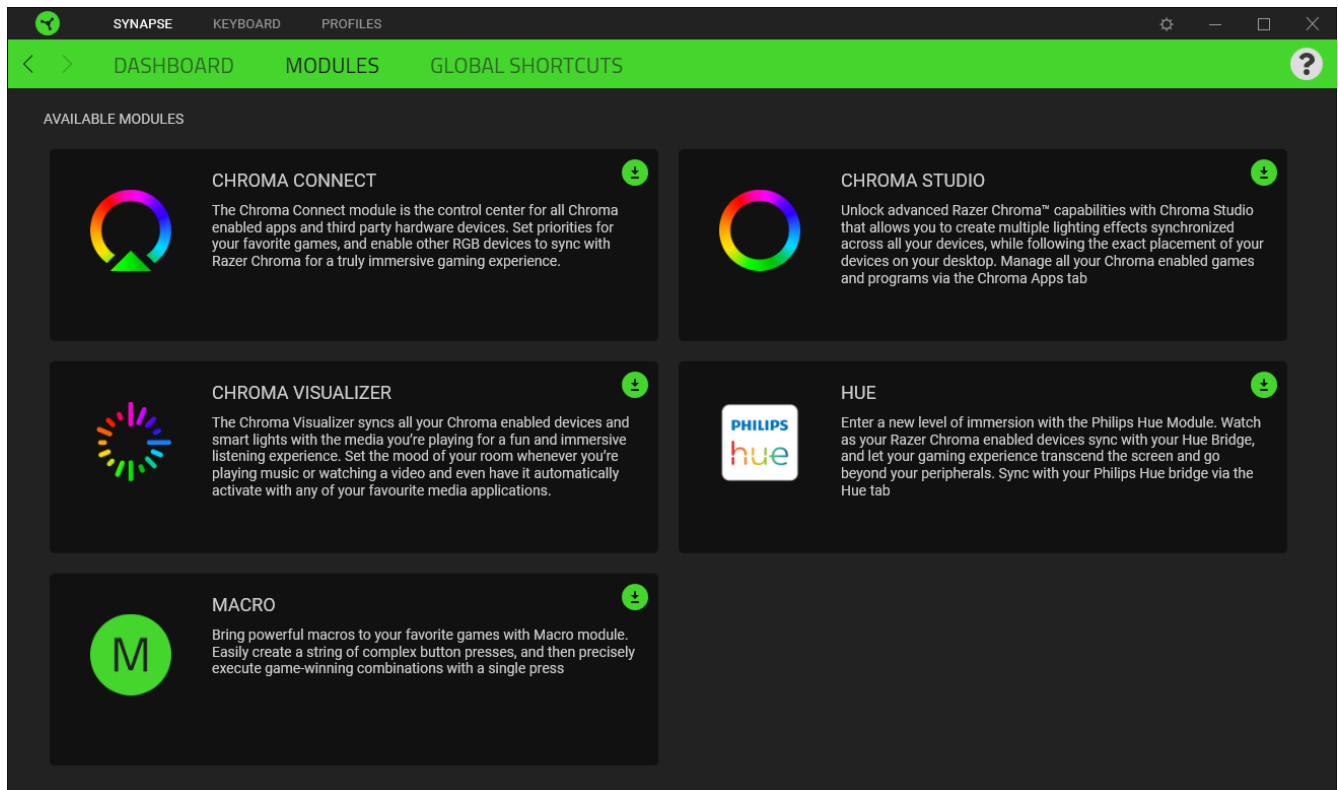 SYNAPSE KEYBOARD PROFILES
DASHBOARD MODULES GLOBAL SHORTCUTS ?
AVAILABLE MODULES
CHROMA CONNECT
The Chroma Connect module is the control center for all Chroma
enabled apps and third party hardware devices. Set priorities for
your favorite games, and enable other RGB devices to sync with
Razer Chroma for a truly immersive gaming experience.
CHROMA STUDIO
Unlock advanced Razer Chroma™ capabilities with Chroma Studio
that allows you to create multiple lighting effects synchronized
across all your devices, while following the exact placement of your
devices on your desktop. Manage all your Chroma enabled games
and programs via the Chroma Apps tab
CHROMA VISUALIZER
The Chroma Visualizer syncs all your Chroma enabled devices and
smart lights with the media you're playing for a fun and immersive
listening experience. Set the mood of your room whenever you're
playing music or watching a video and even have it automatically
activate with any of your favourite media applications.
PHILIPS
hue
HUE
Enter a new level of immersion with the Philips Hue Module. Watch
as your Razer Chroma enabled devices sync with your Hue Bridge,
and let your gaming experience transcend the screen and go
beyond your peripherals. Sync with your Philips Hue bridge via the
Hue tab
M
MACRO
Bring powerful macros to your favorite games with Macro module.
Easily create a string of complex button presses, and then precisely
execute game-winning combinations with a single press